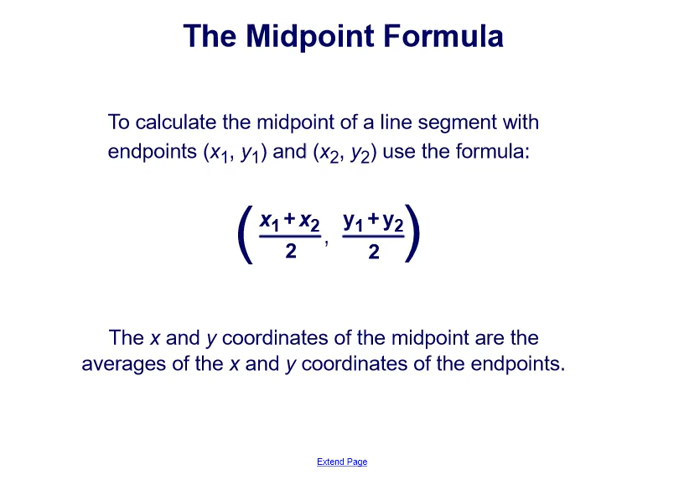 The Midpoint Formula
To calculate the midpoint of a line segment with
endpoints (x₁, y₁) and (x₂, y₂) use the formula:
( x₁ + x₂ / 2 , y₁ + y₂ / 2 )
The x and y coordinates of the midpoint are the
averages of the x and y coordinates of the endpoints.
Extend Page